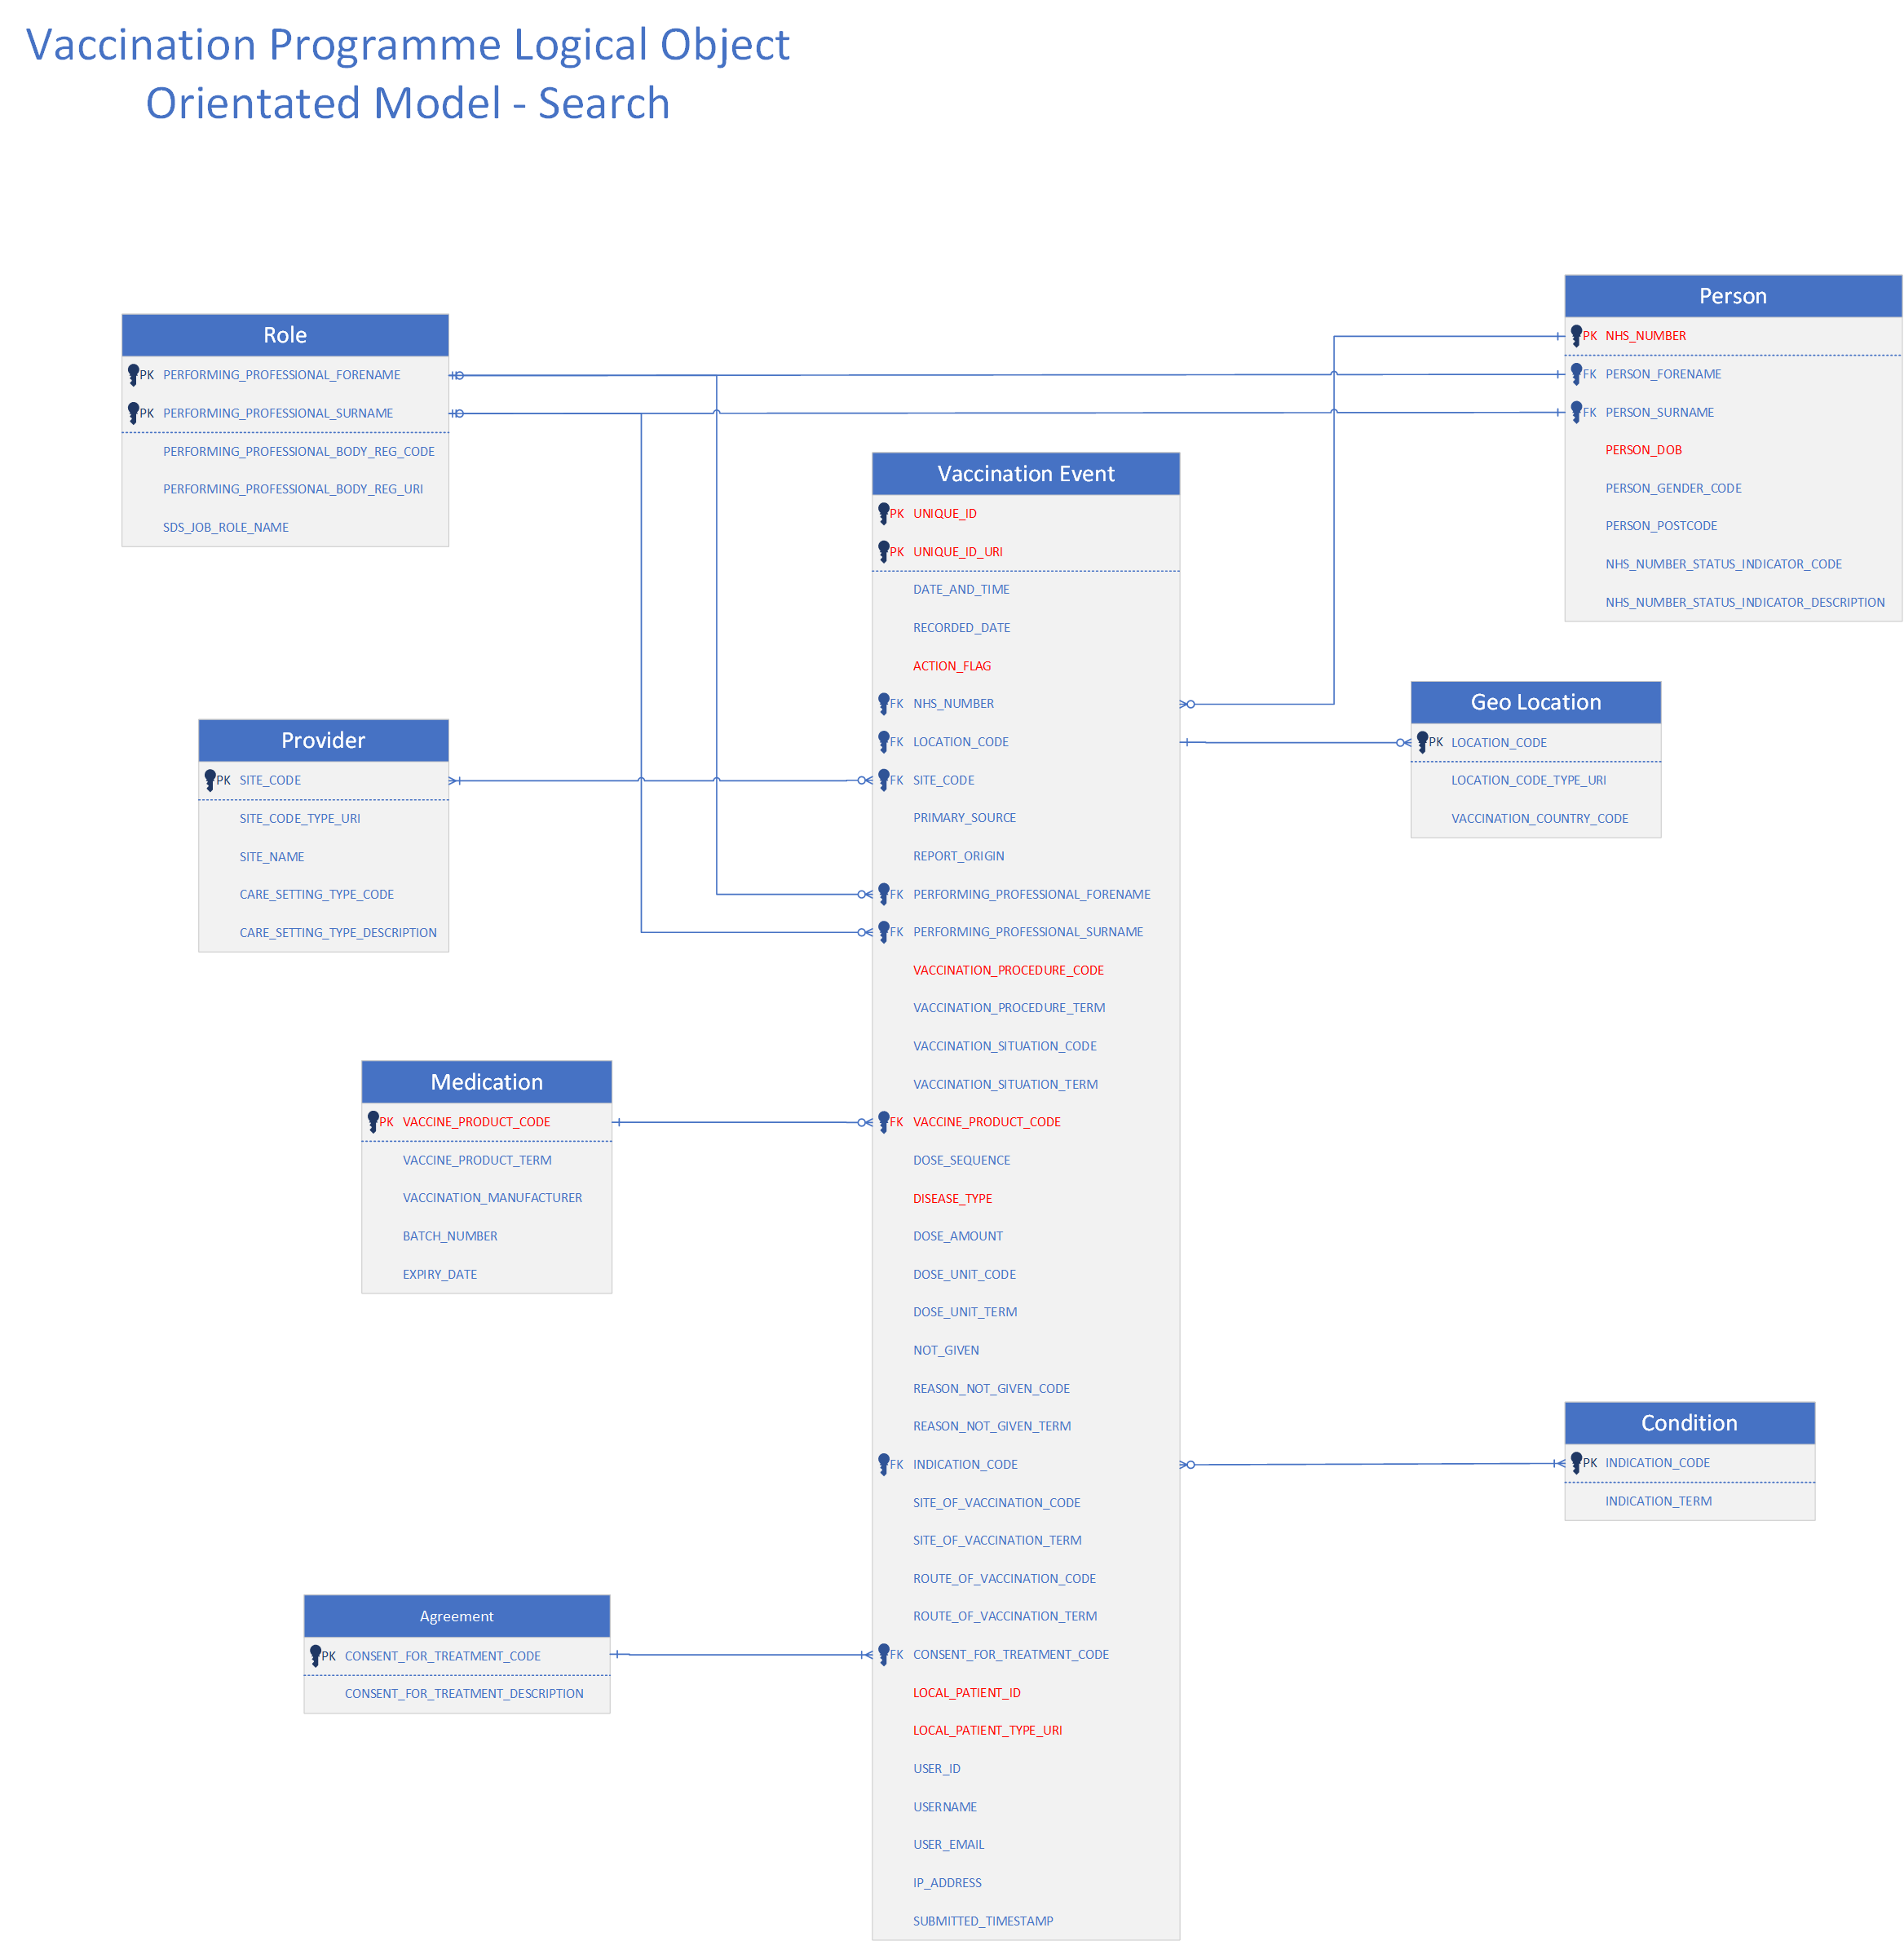 Vaccination Programme Logical Object
Orientated Model - Search
Role
PK PERFORMING_PROFESSIONAL_FORENAME
PK PERFORMING_PROFESSIONAL_SURNAME
PERFORMING_PROFESSIONAL_BODY_REG_CODE
PERFORMING_PROFESSIONAL_BODY_REG_URI
SDS_JOB_ROLE_NAME
Person
PK NHS_NUMBER
FK PERSON_FORENAME
FK PERSON_SURNAME
PERSON_DOB
PERSON_GENDER_CODE
PERSON_POSTCODE
NHS_NUMBER_STATUS_INDICATOR_CODE
NHS_NUMBER_STATUS_INDICATOR_DESCRIPTION
Vaccination Event
PK UNIQUE_ID
PK UNIQUE_ID_URI
DATE_AND_TIME
RECORDED_DATE
ACTION_FLAG
FK NHS_NUMBER
FK LOCATION_CODE
FK SITE_CODE
PRIMARY_SOURCE
REPORT_ORIGIN
FK PERFORMING_PROFESSIONAL_FORENAME
FK PERFORMING_PROFESSIONAL_SURNAME
VACCINATION_PROCEDURE_CODE
VACCINATION_PROCEDURE_TERM
VACCINATION_SITUATION_CODE
VACCINATION_SITUATION_TERM
FK VACCINE_PRODUCT_CODE
DOSE_SEQUENCE
DISEASE_TYPE
DOSE_AMOUNT
DOSE_UNIT_CODE
DOSE_UNIT_TERM
NOT_GIVEN
REASON_NOT_GIVEN_CODE
REASON_NOT_GIVEN_TERM
FK INDICATION_CODE
SITE_OF_VACCINATION_CODE
SITE_OF_VACCINATION_TERM
ROUTE_OF_VACCINATION_CODE
ROUTE_OF_VACCINATION_TERM
FK CONSENT_FOR_TREATMENT_CODE
LOCAL_PATIENT_ID
LOCAL_PATIENT_TYPE_URI
USER_ID
USERNAME
USER_EMAIL
IP_ADDRESS
SUBMITTED_TIMESTAMP
Geo Location
PK LOCATION_CODE
LOCATION_CODE_TYPE_URI
VACCINATION_COUNTRY_CODE
Provider
PK SITE_CODE
SITE_CODE_TYPE_URI
SITE_NAME
CARE_SETTING_TYPE_CODE
CARE_SETTING_TYPE_DESCRIPTION
Medication
PK VACCINE_PRODUCT_CODE
VACCINE_PRODUCT_TERM
VACCINATION_MANUFACTURER
BATCH_NUMBER
EXPIRY_DATE
Condition
PK INDICATION_CODE
INDICATION_TERM
Agreement
PK CONSENT_FOR_TREATMENT_CODE
CONSENT_FOR_TREATMENT_DESCRIPTION